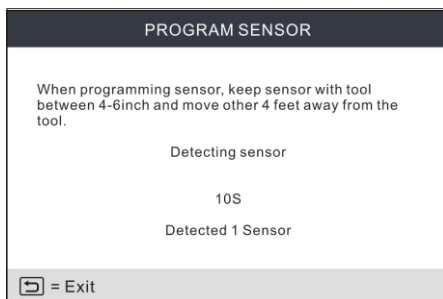 PROGRAM SENSOR
When programming sensor, keep sensor with tool
between 4-6inch and move other 4 feet away from the
tool.
Detecting sensor
10S
Detected 1 Sensor
= Exit